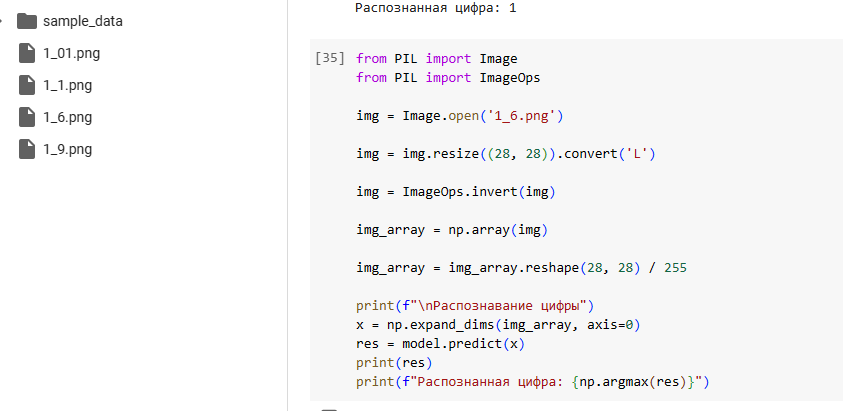 sample_data
1_01.png
1_1.png
1_6.png
1_9.png
Распознанная цифра: 1
[35]
from PIL import Image
from PIL import ImageOps
img = Image.open('1_6.png')
img = img.resize((28, 28)).convert('L')
img = ImageOps.invert(img)
img_array = np.array(img)
img_array = img_array.reshape(28, 28) / 255
print(f"\nРаспознавание цифры")
x = np.expand_dims(img_array, axis=0)
res = model.predict(x)
print(res)
print(f"Распознанная цифра: {np.argmax(res)}")